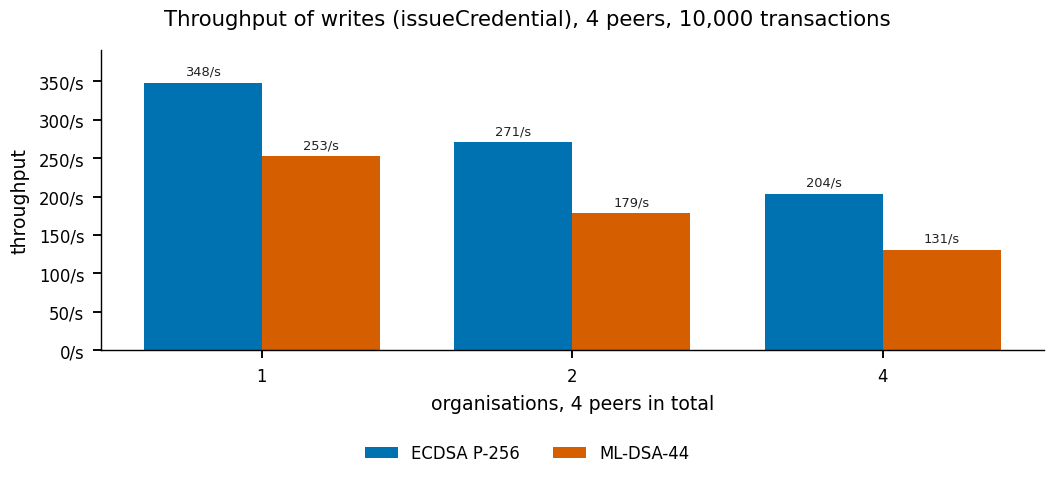 Throughput of writes (issueCredential), 4 peers, 10,000 transactions
throughput
350/s
300/s
250/s
200/s
150/s
100/s
50/s
0/s
348/s
253/s
271/s
179/s
204/s
131/s
1
2
4
organisations, 4 peers in total
ECDSA P-256
ML-DSA-44